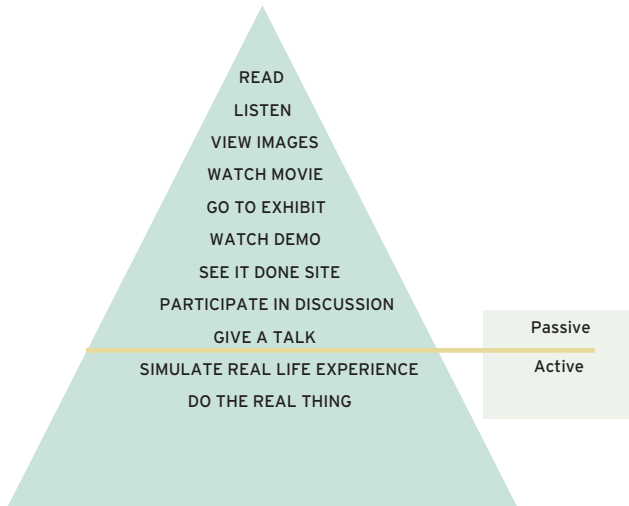 READ
LISTEN
VIEW IMAGES
WATCH MOVIE
GO TO EXHIBIT
WATCH DEMO
SEE IT DONE SITE
PARTICIPATE IN DISCUSSION
GIVE A TALK
Passive
SIMULATE REAL LIFE EXPERIENCE
Active
DO THE REAL THING